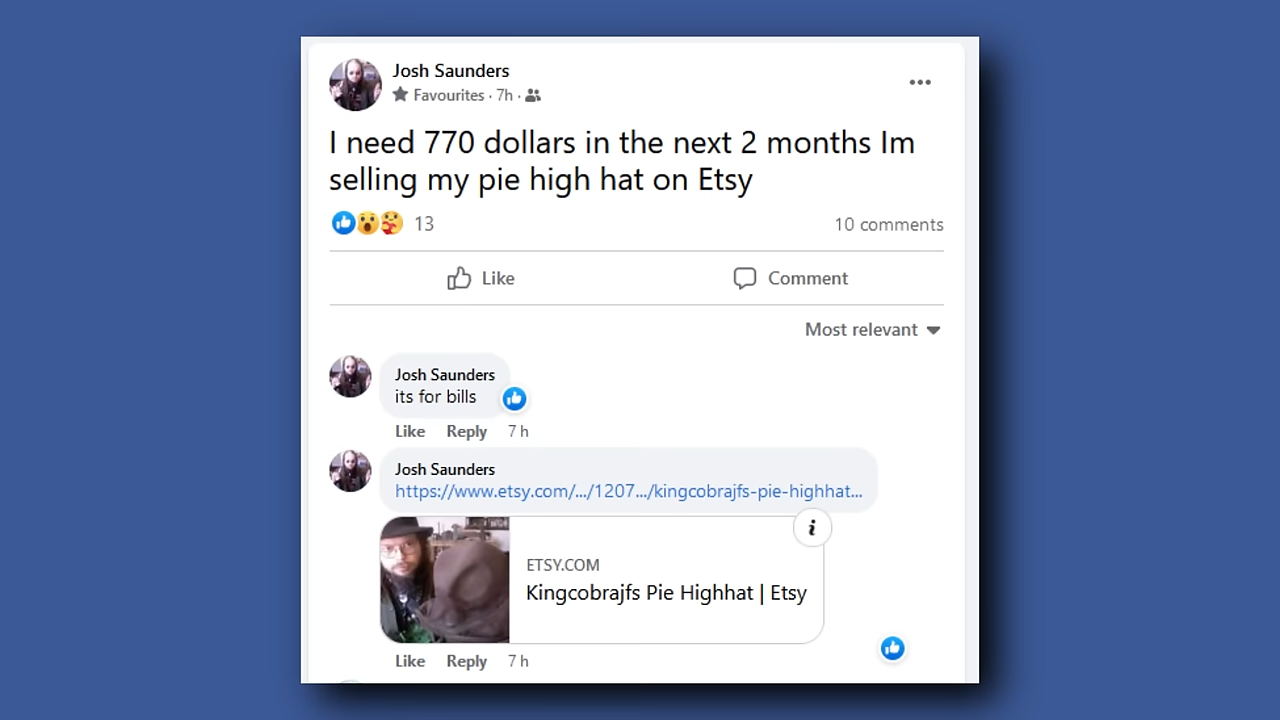 Josh Saunders
Favourites · 7h ·
I need 770 dollars in the next 2 months Im
selling my pie high hat on Etsy
13
10 comments
Like
Comment
Most relevant
Josh Saunders
its for bills
Like Reply 7 h
Josh Saunders
https://www.etsy.com/.../1207.../kingcobrajfs-pie-highhat...
i
ETSY.COM
Kingcobrajfs Pie Highhat | Etsy
Like Reply 7 h